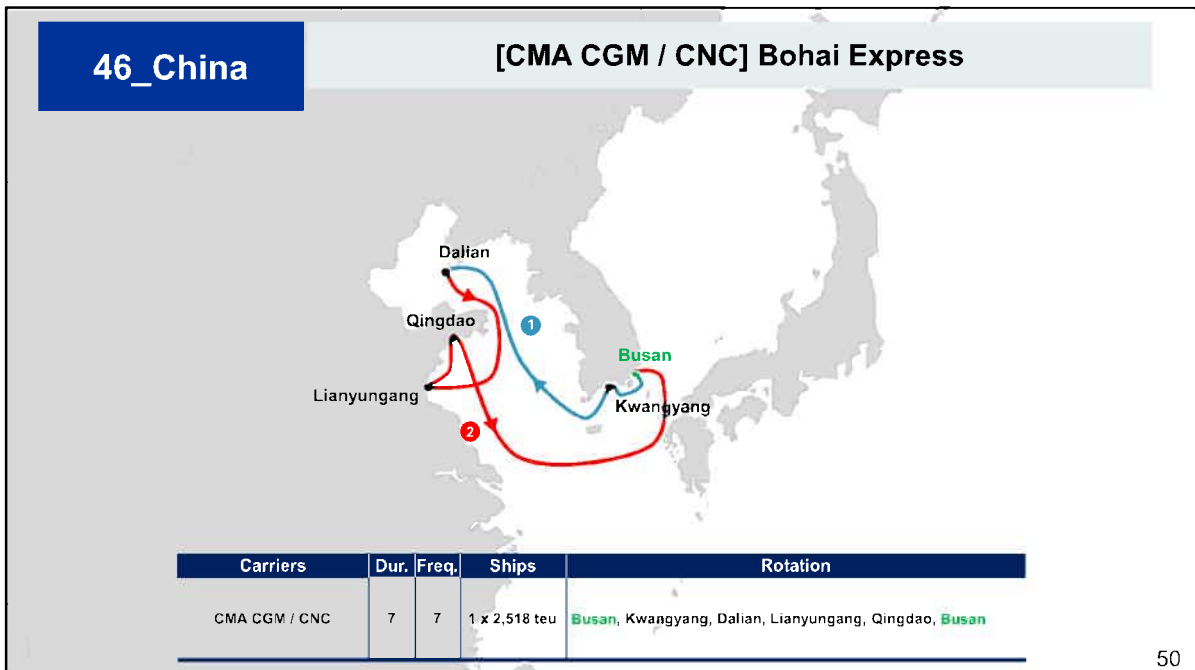 46_China
[CMA CGM / CNC] Bohai Express
Dalian
Qingdao
1
Busan
Lianyungang
Kwangyang
2
Carriers Dur. Freq. Ships Rotation
CMA CGM / CNC 7 7 1 x 2,518 teu Busan, Kwangyang, Dalian, Lianyungang, Qingdao, Busan
50